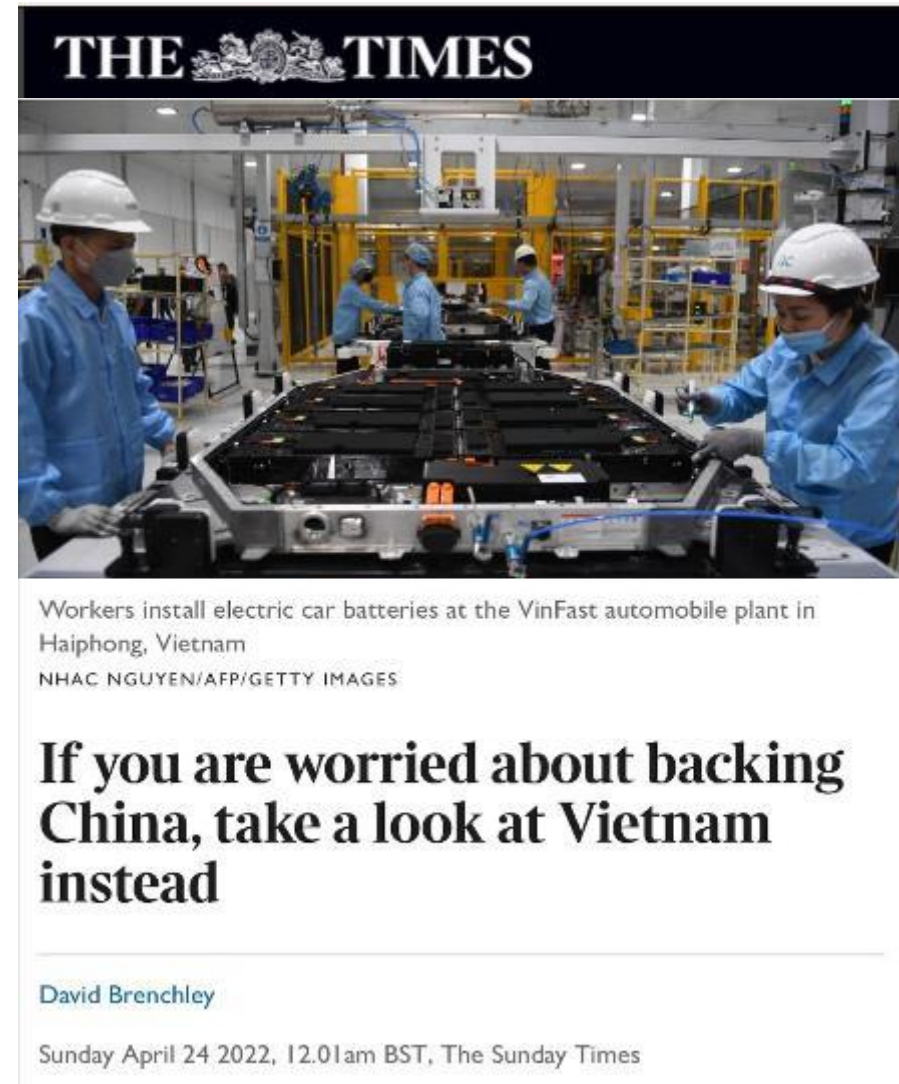 THE TIMES
Workers install electric car batteries at the VinFast automobile plant in
Haiphong, Vietnam
NHAC NGUYEN/AFP/GETTY IMAGES
If you are worried about backing
China, take a look at Vietnam
instead
David Brenchley
Sunday April 24 2022, 12.01am BST, The Sunday Times